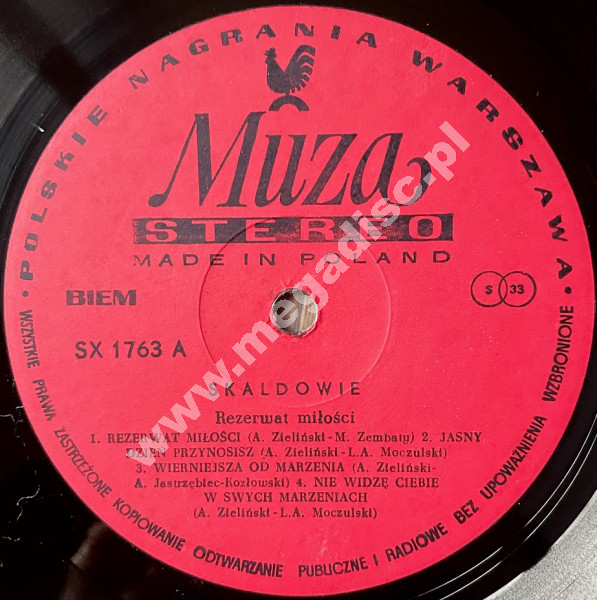 POLSKIE NAGRANIA WARSZAWA
Muza
STEREO
MADE IN POLAND
BIEM
S 33
SX 1763 A
SKALDOWIE
Rezerwat miłości
1. REZERWAT MIŁOŚCI (A. Zieliński-M. Zembaty) 2. JASNY
DZIEŃ PRZYNOSISZ (A. Zieliński-L.A. Moczulski)
3. WIERNIEJSZA OD MARZENIA (A. Zieliński-
A. Jastrzębiec-Kozłowski) 4. NIE WIDZĘ CIEBIE
W SWYCH MARZENIACH
(A. Zieliński-L.A. Moczulski)
WSZYSTKIE PRAWA ZASTRZEŻONE KOPIOWANIE ODTWARZANIE PUBLICZNE I RADIOWE BEZ UPOWAŻNIENIA WZBRONIONE
www.megadisc.pl